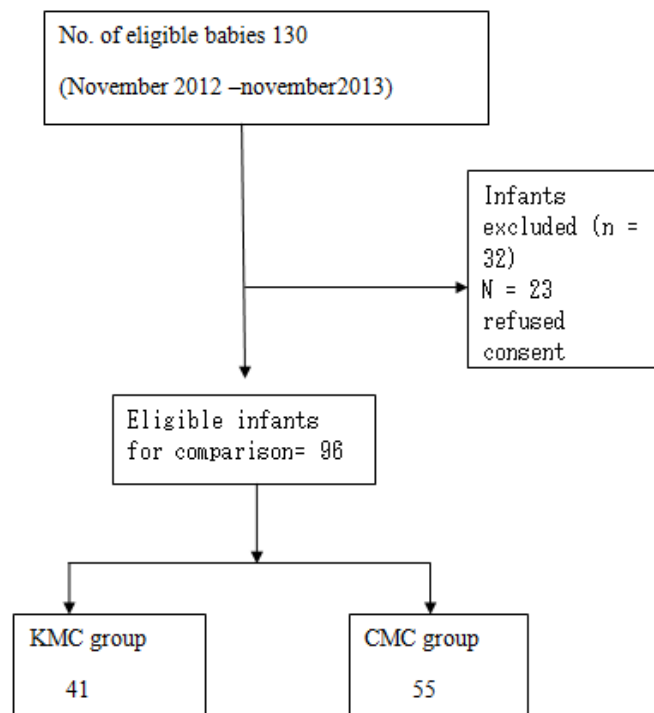 No. of eligible babies 130
(November 2012 –november2013)
Infants
excluded (n =
32)
N = 23
refused
consent
Eligible infants
for comparison= 96
KMC group
41
CMC group
55